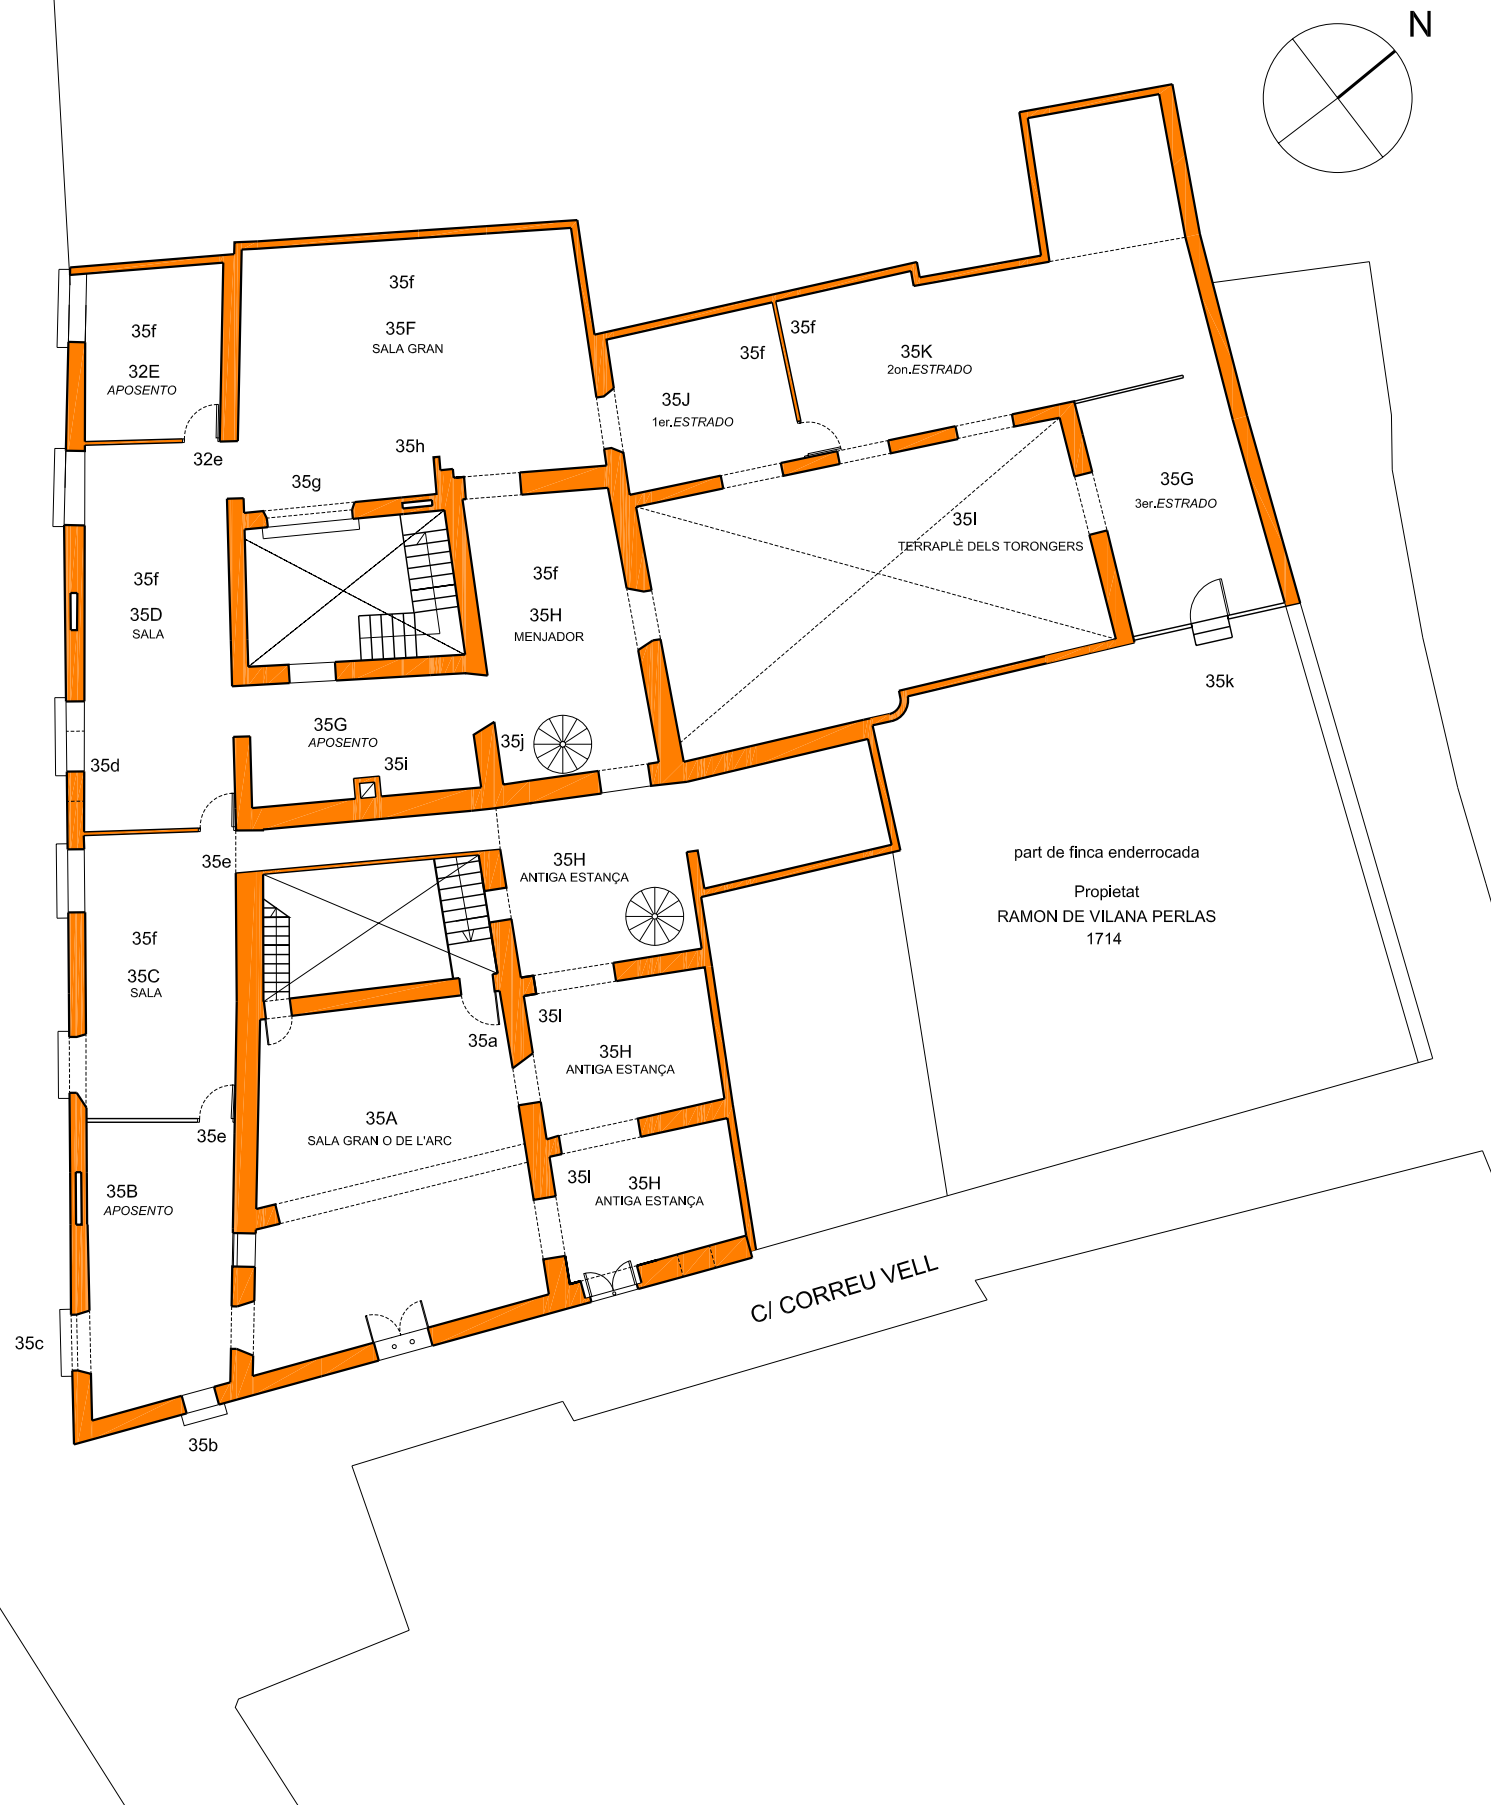 N
35f
35F
SALA GRAN
35f
32E
APOSENTO
35f
35f
35K
2on.ESTRADO
35J
1er.ESTRADO
35h
32e
35g
35G
3er.ESTRADO
35I
TERRAPLÈ DELS TORONGERS
35f
35D
SALA
35f
35H
MENJADOR
35k
35G
APOSENTO
35j
35i
35d
35e
35H
ANTIGA ESTANÇA
part de finca enderrocada
Propietat
RAMON DE VILANA PERLAS
1714
35f
35C
SALA
35l
35a
35H
ANTIGA ESTANÇA
35A
SALA GRAN O DE L'ARC
35e
35l
35H
ANTIGA ESTANÇA
35B
APOSENTO
C/ CORREU VELL
35c
35b